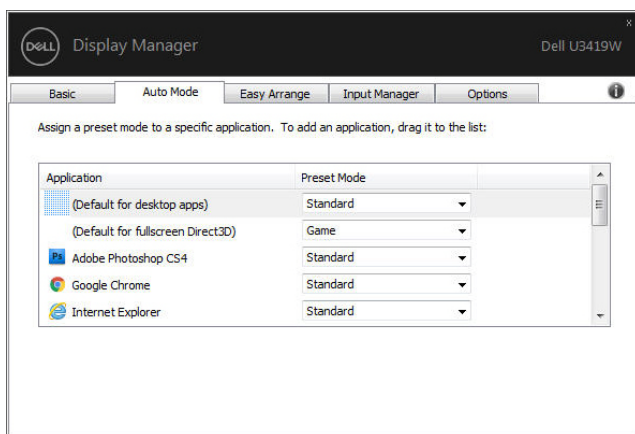 x
DELL Display Manager Dell U3419W
Basic Auto Mode Easy Arrange Input Manager Options i
Assign a preset mode to a specific application. To add an application, drag it to the list:
Application Preset Mode
(Default for desktop apps) Standard
(Default for fullscreen Direct3D) Game
Ps Adobe Photoshop CS4 Standard
Google Chrome Standard
Internet Explorer Standard